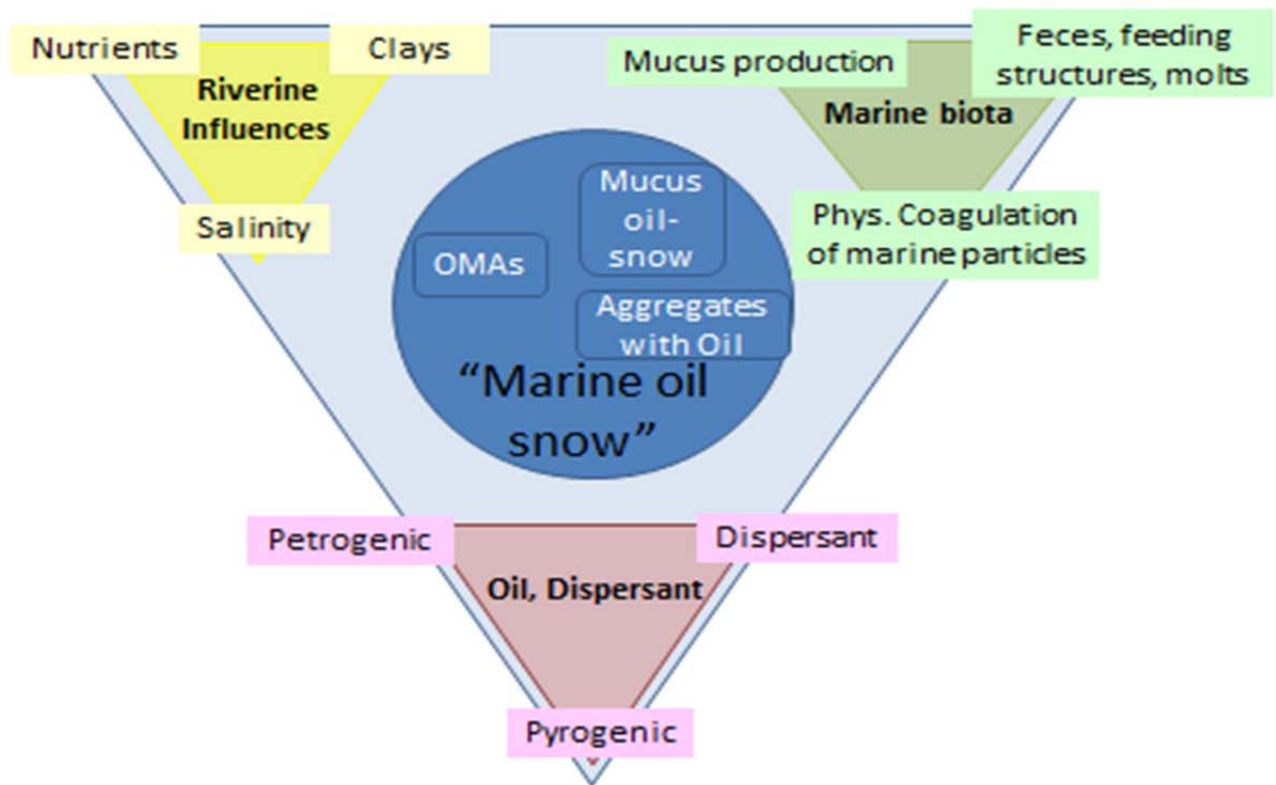 Nutrients
Clays
Riverine
Influences
Salinity
Mucus production
Feces, feeding
structures, molts
Marine biota
Phys. Coagulation
of marine particles
Mucus
oil-
snow
OMAs
Aggregates
with Oil
“Marine oil
snow”
Petrogenic
Dispersant
Oil, Dispersant
Pyrogenic